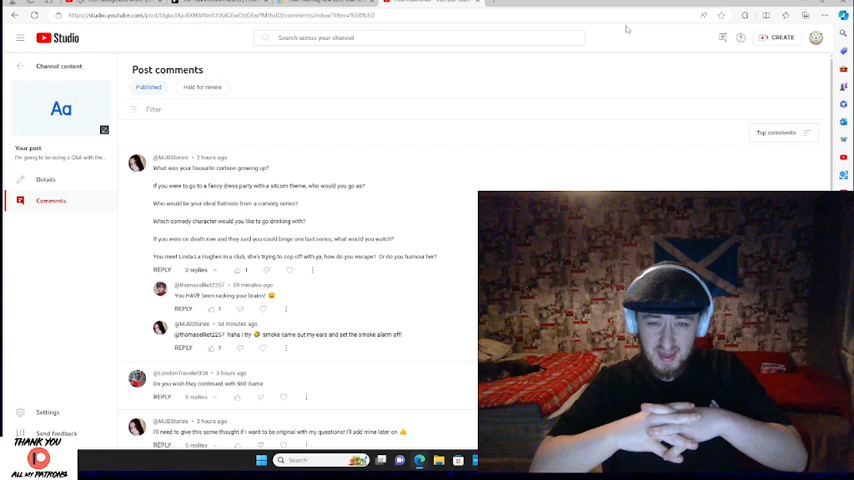 Studio
Search across your channel
CREATE
Channel content
Aa
Your post
I'm going to be doing a Q&A with the...
Details
Comments
Settings
Send feedback
Post comments
Published
Held for review
Filter
Top comments
@MJBStories • 2 hours ago
What was your favourite cartoon growing up?
If you were to go to a fancy dress party with a sitcom theme, who would you go as?
Who would be your ideal flatmate from a comedy series?
Which comedy character would you like to go drinking with?
If you were on death row and they said you could binge one last series, what would you watch?
You meet Linda La Hughes in a club, she's trying to cop off with ya, how do you escape? Or do you humour her?
REPLY 2 replies 1
@thomaselliet2257 • 59 minutes ago
You HAVE been racking your brains! 😄
REPLY 1
@MJBStories • 54 minutes ago
@thomaselliet2257 haha i try 🤣 smoke came out my ears and set the smoke alarm off!
REPLY 1
3 hours ago
Do you wish they continued with Still Game
REPLY 0 replies
@MJBStories • 3 hours ago
I'll need to give this some thought if i want to be original with my questions! I'll add mine later on 👍
REPLY 0 replies
THANK YOU
ALL MY PATRONS
Search